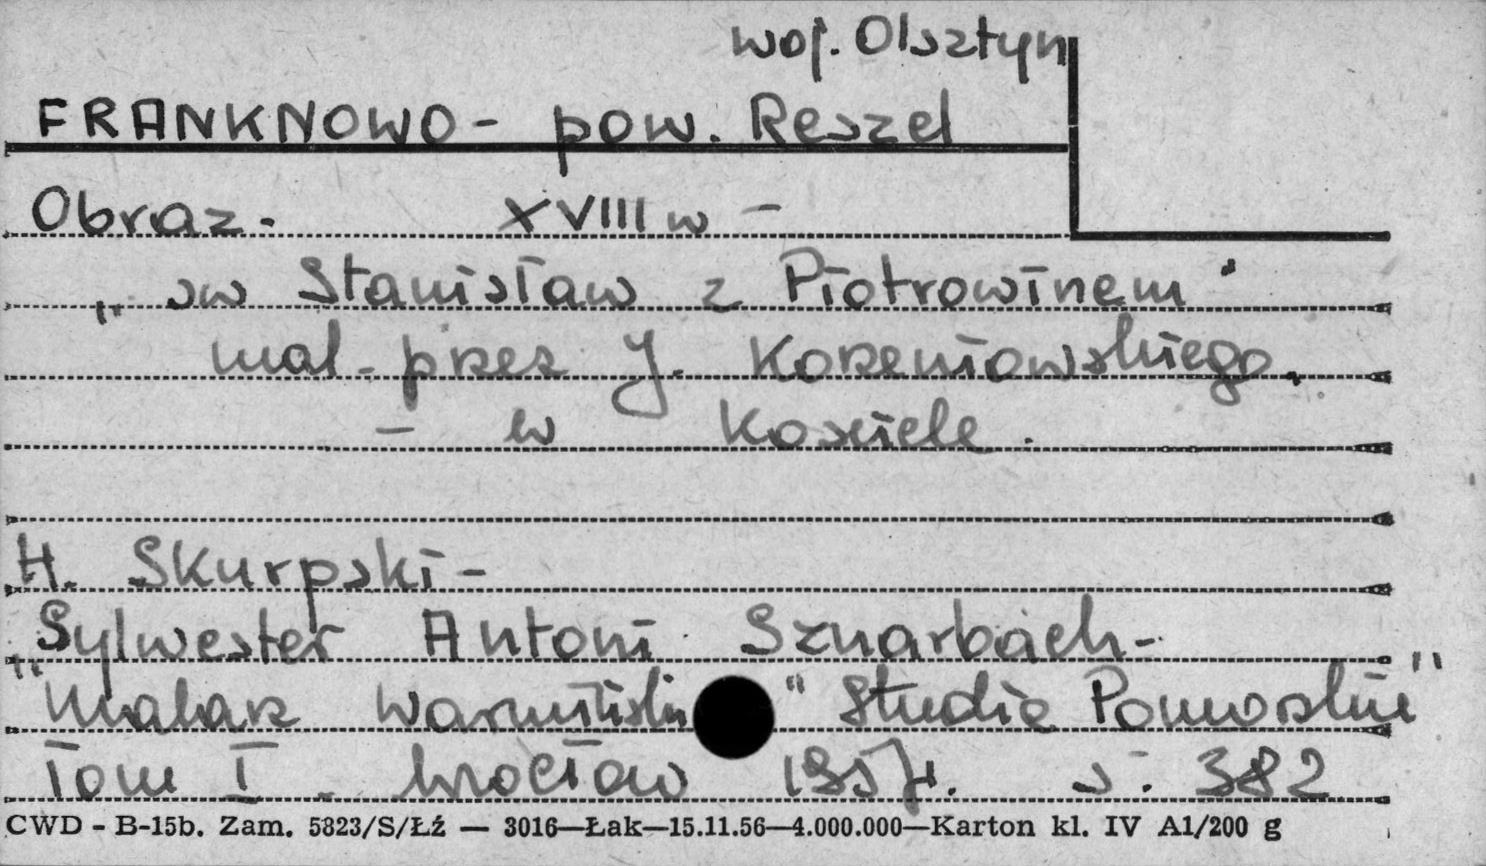 woj. Olsztyn
FRANKNOWO - pow. Reszel
Obraz. XVIII w -
„ św Stanisław z Piotrowinem "
mal. przez J. Korzeniowskiego.
- w Kościele.
H. Skurpski -
Sylwester Antoni Sznarbach -
"Malarz Warmiński" "Studia Pomorskie"
Tom I. Wrocław 1957. s. 382
CWD - B-15b. Zam. 5823/S/Łź — 3016—Łak—15.11.56—4.000.000—Karton kl. IV A1/200 g